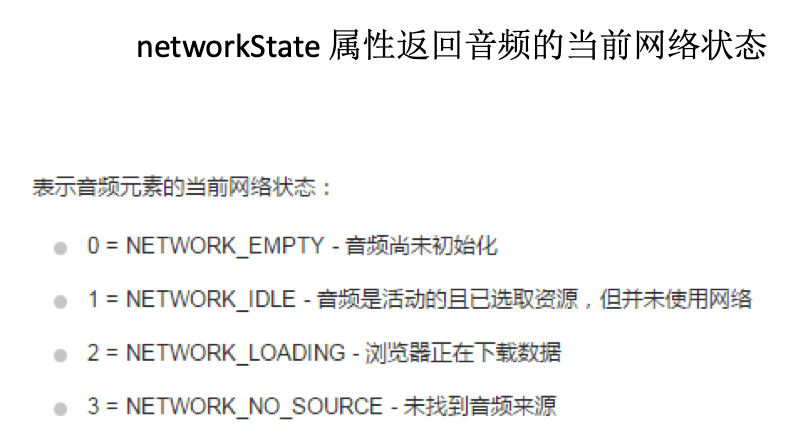 networkState 属性返回音频的当前网络状态
表示音频元素的当前网络状态：
0 = NETWORK_EMPTY - 音频尚未初始化
1 = NETWORK_IDLE - 音频是活动的且已选取资源，但并未使用网络
2 = NETWORK_LOADING - 浏览器正在下载数据
3 = NETWORK_NO_SOURCE - 未找到音频来源